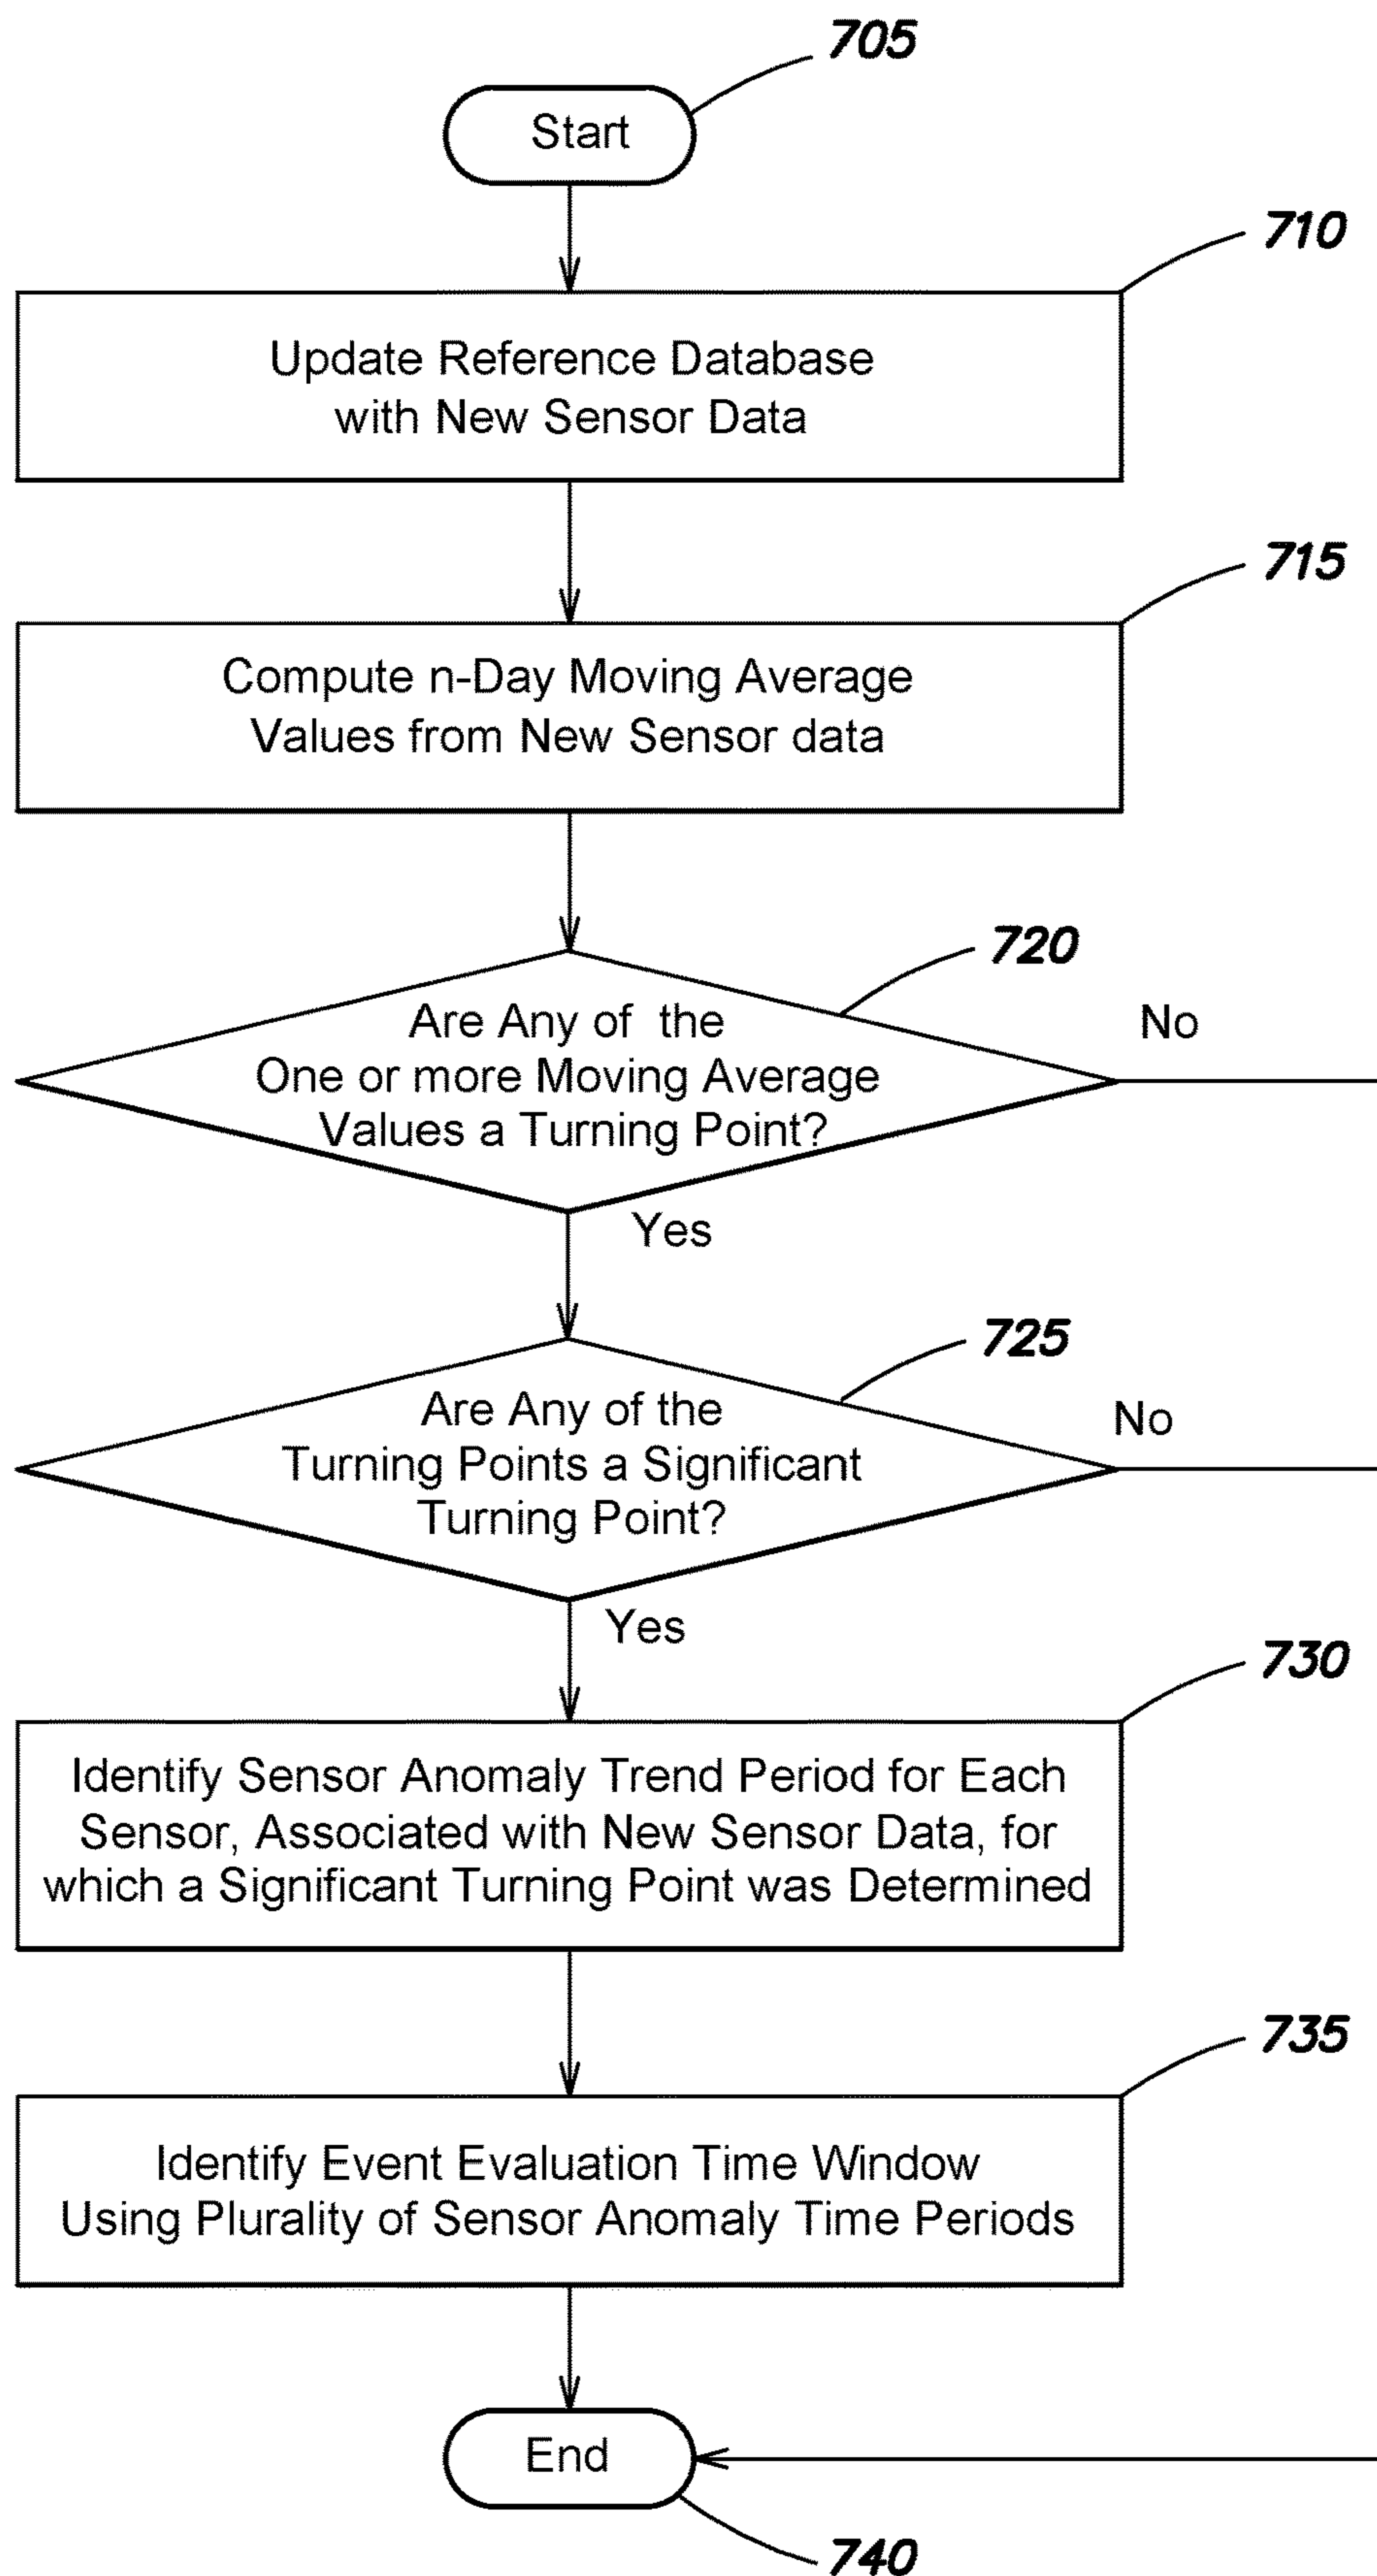 705
Start
710
Update Reference Database
with New Sensor Data
715
Compute n-Day Moving Average
Values from New Sensor data
720
Are Any of the
One or more Moving Average
Values a Turning Point?
No
Yes
725
Are Any of the
Turning Points a Significant
Turning Point?
No
Yes
730
Identify Sensor Anomaly Trend Period for Each
Sensor, Associated with New Sensor Data, for
which a Significant Turning Point was Determined
735
Identify Event Evaluation Time Window
Using Plurality of Sensor Anomaly Time Periods
End
740